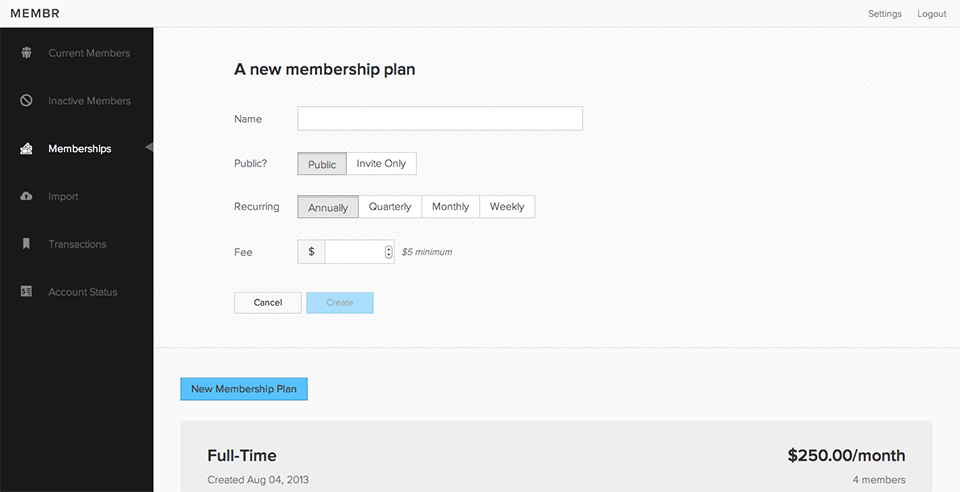 MEMBR
Settings Logout
Current Members
Inactive Members
Memberships
Import
Transactions
Account Status
A new membership plan
Name
Public? Public Invite Only
Recurring Annually Quarterly Monthly Weekly
Fee $ $5 minimum
Cancel Create
New Membership Plan
Full-Time $250.00/month
Created Aug 04, 2013 4 members